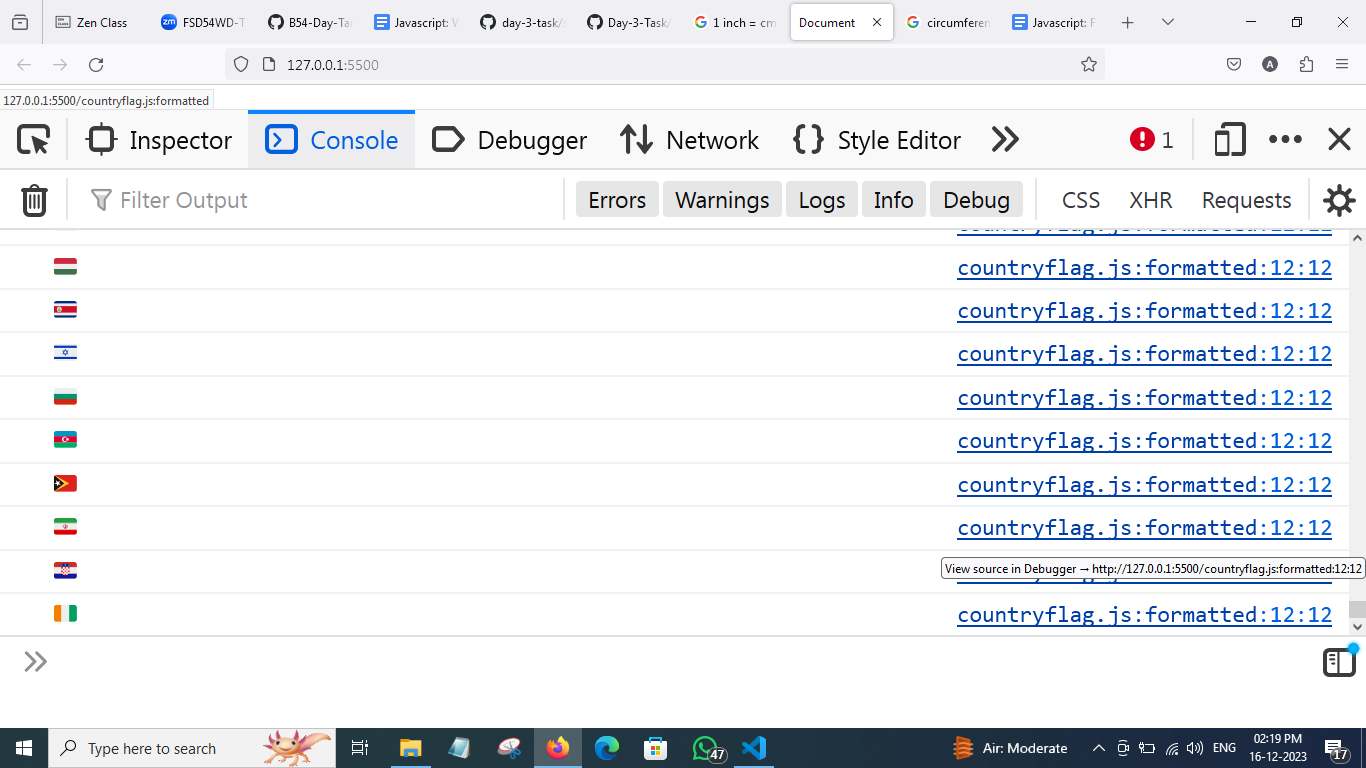 Zen Class
FSD54WD-T
B54-Day-Ta
Javascript: W
day-3-task/s
Day-3-Task/
1 inch = cm
Document
circumferen
Javascript: F
127.0.0.1:5500
127.0.0.1:5500/countryflag.js:formatted
Inspector
Console
Debugger
Network
Style Editor
1
Filter Output
Errors
Warnings
Logs
Info
Debug
CSS
XHR
Requests
countryflag.js:formatted:12:12
countryflag.js:formatted:12:12
countryflag.js:formatted:12:12
countryflag.js:formatted:12:12
countryflag.js:formatted:12:12
countryflag.js:formatted:12:12
countryflag.js:formatted:12:12
countryflag.js:formatted:12:12
View source in Debugger → http://127.0.0.1:5500/countryflag.js:formatted:12:12
countryflag.js:formatted:12:12
Type here to search
47
Air: Moderate
ENG
02:19 PM
16-12-2023
17